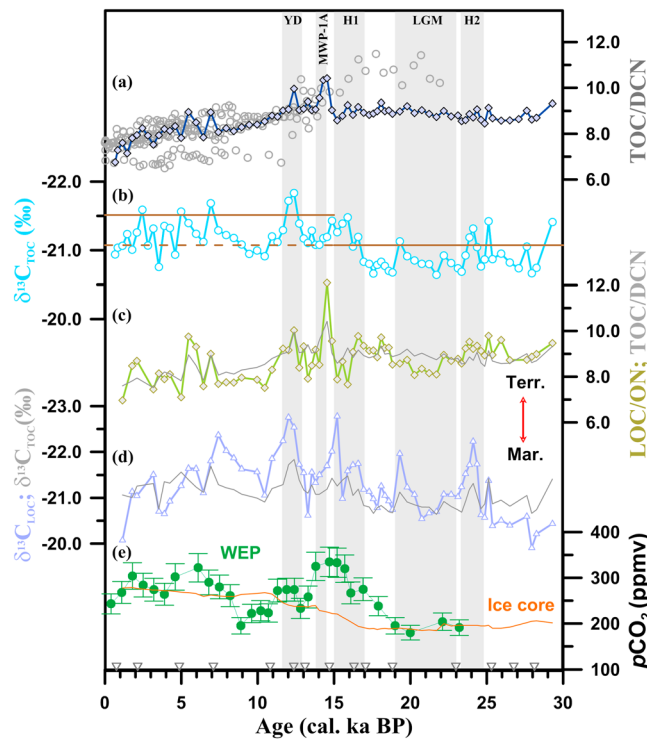 YD MWP-1A H1 LGM H2
(a)
12.0
10.0
8.0
6.0
TOC/DCN
(b)
-22.0
-21.0
-20.0
δ¹³C_TOC (‰)
(c)
12.0
10.0
8.0
6.0
LOC/ON; TOC/DCN
Terr.
Mar.
(d)
-23.0
-22.0
-21.0
-20.0
δ¹³C_LOC; δ¹³C_TOC(‰)
(e)
WEP
Ice core
400
300
200
100
pCO₂ (ppmv)
0 5 10 15 20 25 30
Age (cal. ka BP)